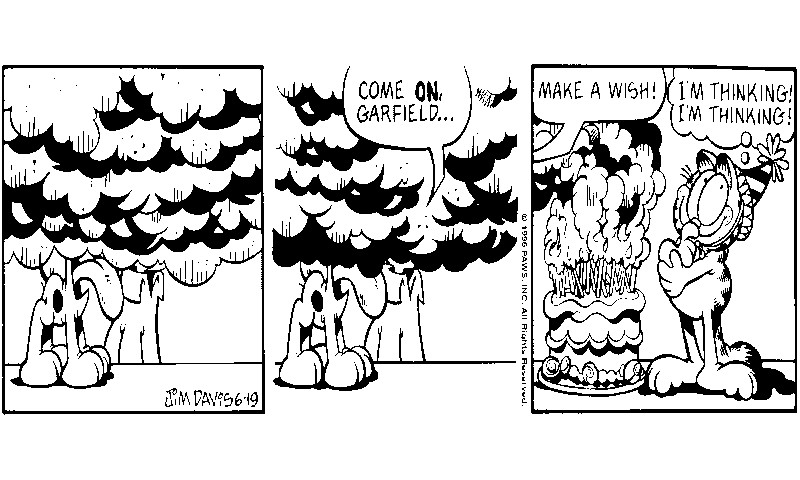 JIM DAVIS 6·19
COME ON,
GARFIELD...
© 1996 PAWS, INC. All Rights Reserved.
MAKE A WISH!
I'M THINKING!
I'M THINKING!